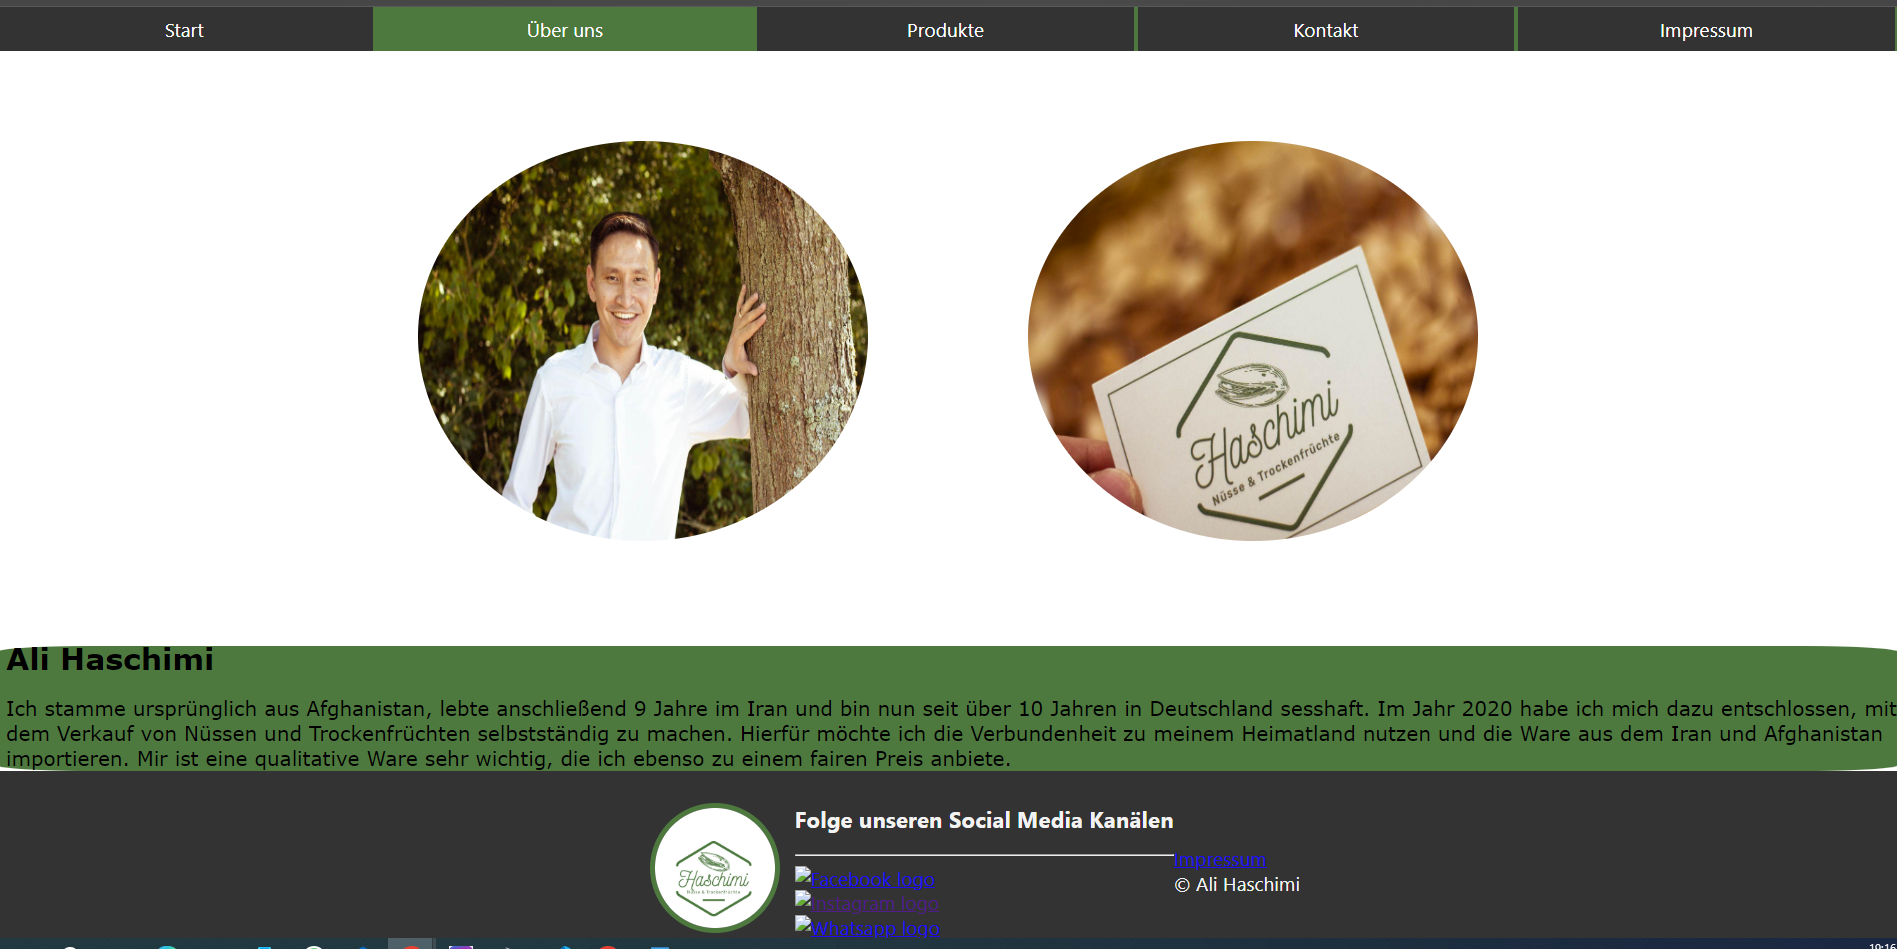 Start
Über uns
Produkte
Kontakt
Impressum
Haschimi
Nüsse & Trockenfrüchte
Ali Haschimi
Ich stamme ursprünglich aus Afghanistan, lebte anschließend 9 Jahre im Iran und bin nun seit über 10 Jahren in Deutschland sesshaft. Im Jahr 2020 habe ich mich dazu entschlossen, mit
dem Verkauf von Nüssen und Trockenfrüchten selbstständig zu machen. Hierfür möchte ich die Verbundenheit zu meinem Heimatland nutzen und die Ware aus dem Iran und Afghanistan
importieren. Mir ist eine qualitative Ware sehr wichtig, die ich ebenso zu einem fairen Preis anbiete.
Haschimi
Nüsse & Trockenfrüchte
Folge unseren Social Media Kanälen
Facebook logo
Instagram logo
Whatsapp logo
Impressum
© Ali Haschimi